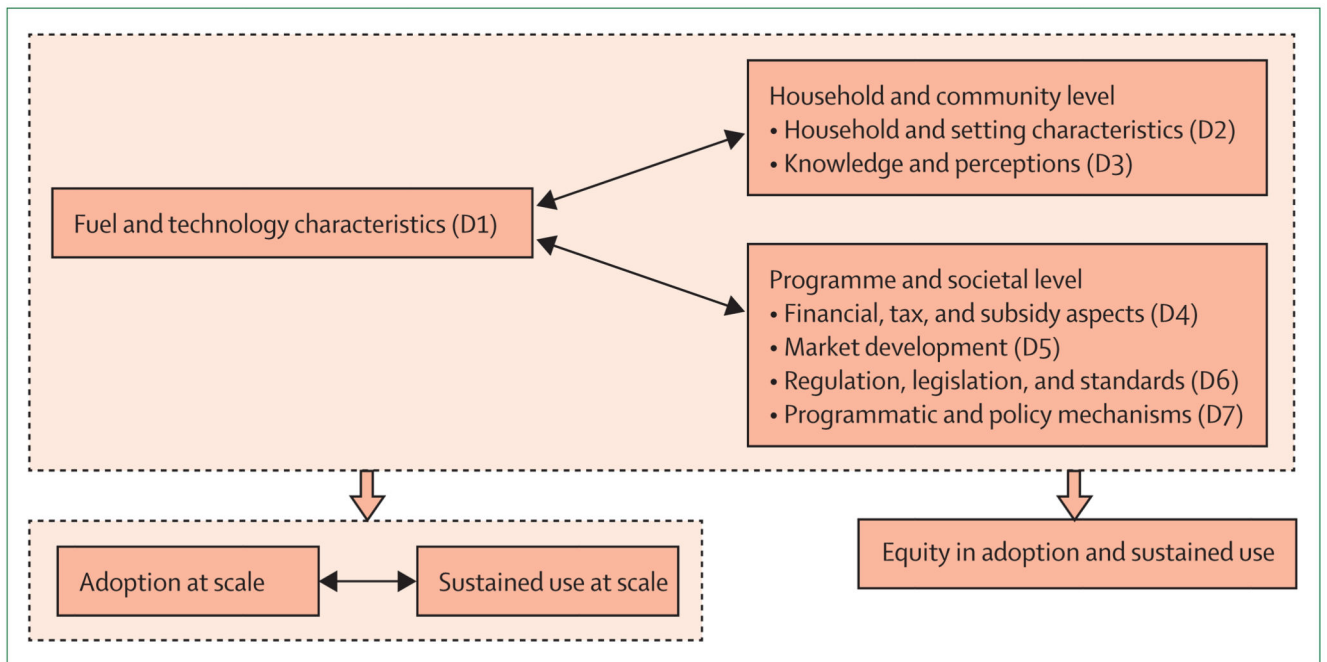 Household and community level
• Household and setting characteristics (D2)
• Knowledge and perceptions (D3)
Fuel and technology characteristics (D1)
Programme and societal level
• Financial, tax, and subsidy aspects (D4)
• Market development (D5)
• Regulation, legislation, and standards (D6)
• Programmatic and policy mechanisms (D7)
Adoption at scale
Sustained use at scale
Equity in adoption and sustained use